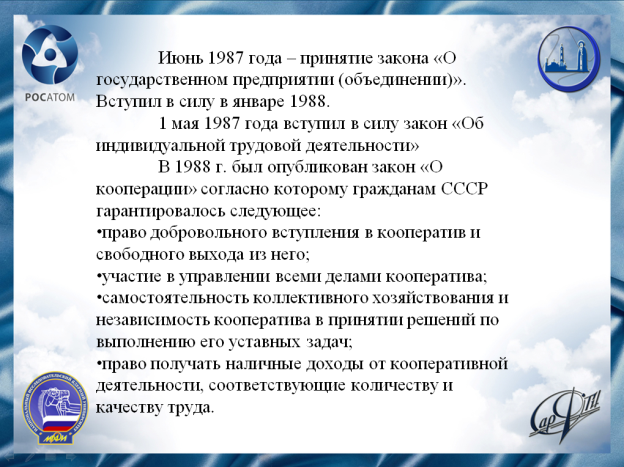 Июнь 1987 года – принятие закона «О
государственном предприятии (объединении)».
Вступил в силу в январе 1988.
1 мая 1987 года вступил в силу закон «Об
индивидуальной трудовой деятельности»
В 1988 г. был опубликован закон «О
кооперации» согласно которому гражданам СССР
гарантировалось следующее:
•право добровольного вступления в кооператив и
свободного выхода из него;
•участие в управлении всеми делами кооператива;
•самостоятельность коллективного хозяйствования и
независимость кооператива в принятии решений по
выполнению его уставных задач;
•право получать наличные доходы от кооперативной
деятельности, соответствующие количеству и
качеству труда.
РОСАТОМ
МИФИ
СарФТИ